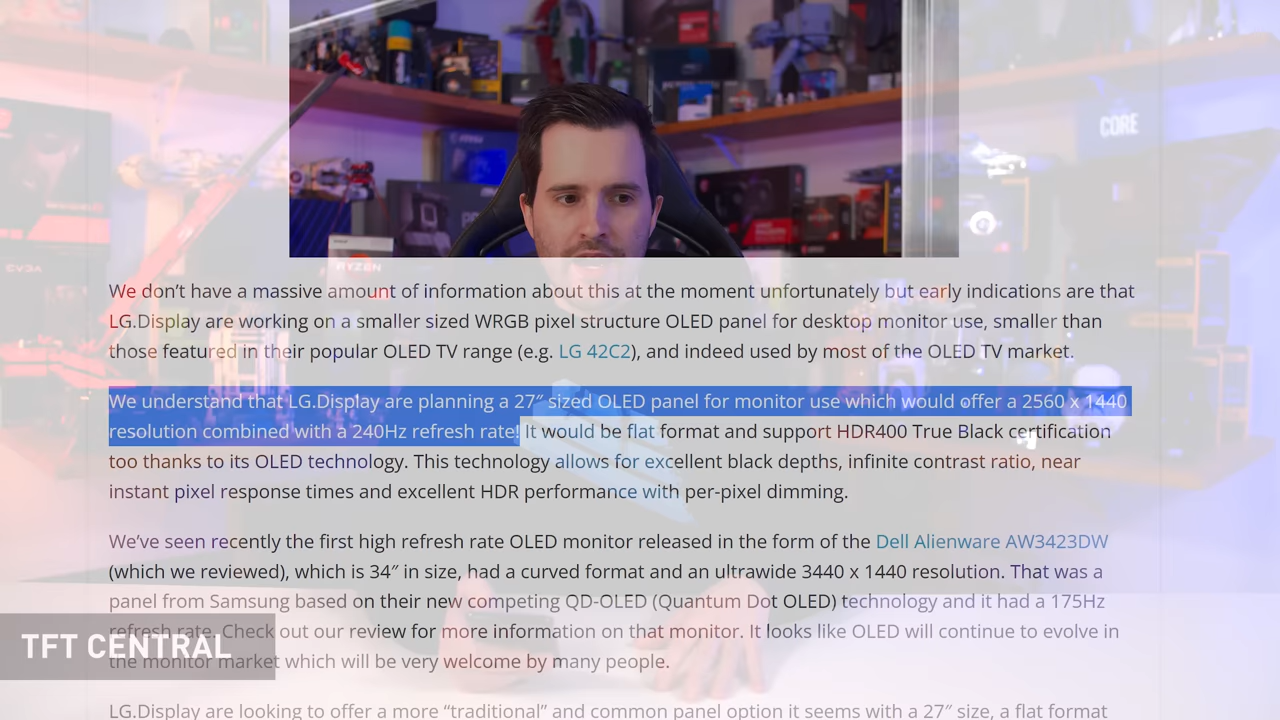 CORE
EVGA
RYZEN
We don't have a massive amount of information about this at the moment unfortunately but early indications are that
LG.Display are working on a smaller sized WRGB pixel structure OLED panel for desktop monitor use, smaller than
those featured in their popular OLED TV range (e.g. LG 42C2), and indeed used by most of the OLED TV market.
We understand that LG.Display are planning a 27″ sized OLED panel for monitor use which would offer a 2560 x 1440
resolution combined with a 240Hz refresh rate! It would be flat format and support HDR400 True Black certification
too thanks to its OLED technology. This technology allows for excellent black depths, infinite contrast ratio, near
instant pixel response times and excellent HDR performance with per-pixel dimming.
We've seen recently the first high refresh rate OLED monitor released in the form of the Dell Alienware AW3423DW
(which we reviewed), which is 34″ in size, had a curved format and an ultrawide 3440 x 1440 resolution. That was a
panel from Samsung based on their new competing QD-OLED (Quantum Dot OLED) technology and it had a 175Hz
refresh rate. Check out our review for more information on that monitor. It looks like OLED will continue to evolve in
TFT CENTRAL
the monitor market which will be very welcome by many people.
LG.Display are looking to offer a more “traditional” and common panel option it seems with a 27″ size, a flat format